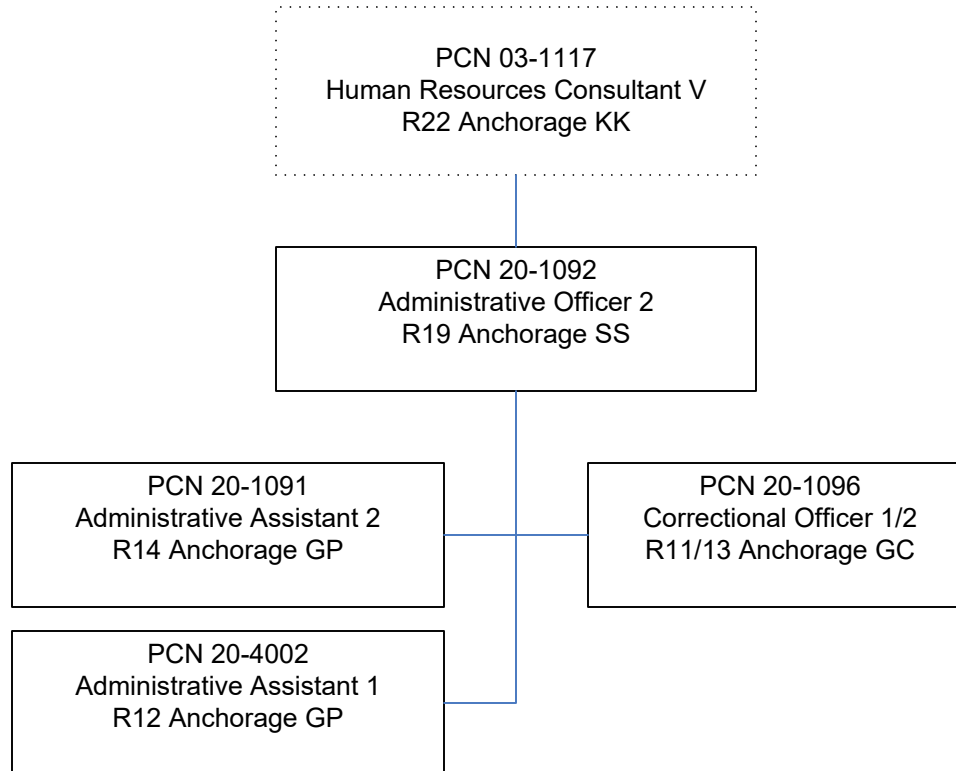 PCN 03-1117
Human Resources Consultant V
R22 Anchorage KK
PCN 20-1092
Administrative Officer 2
R19 Anchorage SS
PCN 20-1091
Administrative Assistant 2
R14 Anchorage GP
PCN 20-1096
Correctional Officer 1/2
R11/13 Anchorage GC
PCN 20-4002
Administrative Assistant 1
R12 Anchorage GP